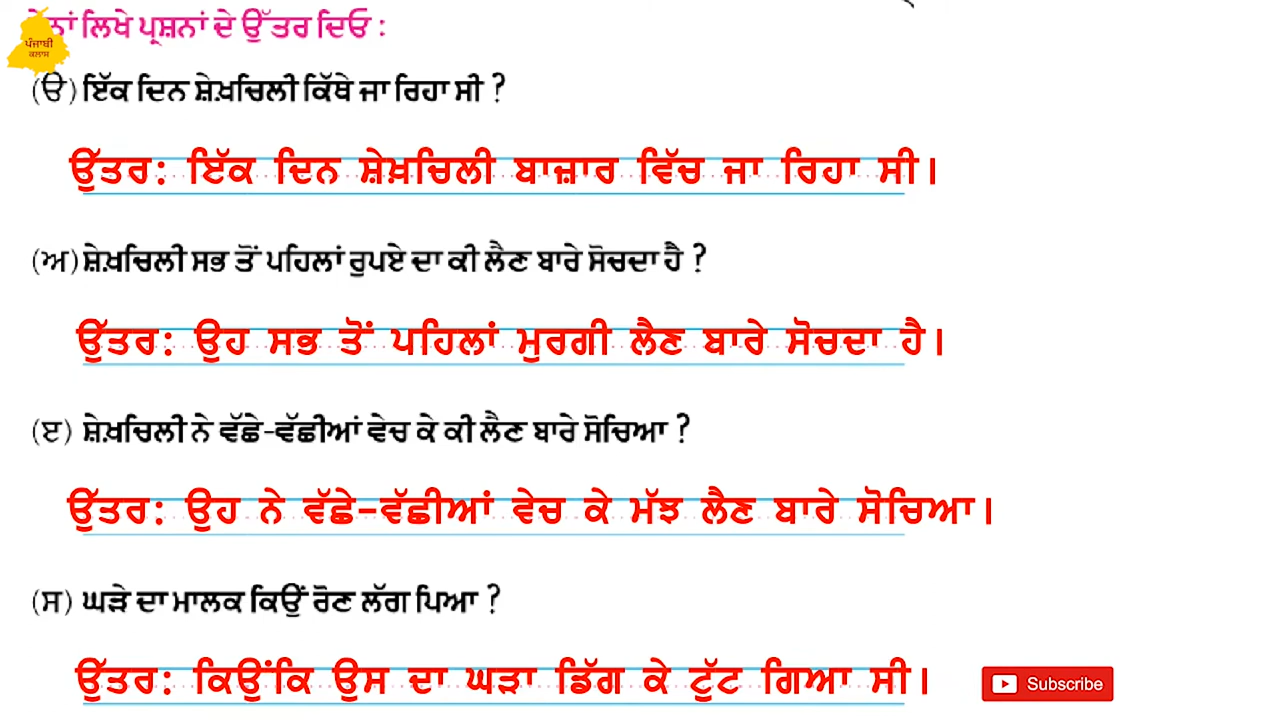 ਲਿਖੇ ਪ੍ਰਸ਼ਨਾਂ ਦੇ ਉੱਤਰ ਦਿਓ :
ਪੰਜਾਬੀ
ਕਲਾਸ
(ੳ) ਇੱਕ ਦਿਨ ਸ਼ੇਖ਼ਚਿਲੀ ਕਿੱਥੇ ਜਾ ਰਿਹਾ ਸੀ ?
ਉੱਤਰ: ਇੱਕ ਦਿਨ ਸ਼ੇਖ਼ਚਿਲੀ ਬਾਜ਼ਾਰ ਵਿੱਚ ਜਾ ਰਿਹਾ ਸੀ।
(ਅ) ਸ਼ੇਖ਼ਚਿਲੀ ਸਭ ਤੋਂ ਪਹਿਲਾਂ ਰੁਪਏ ਦਾ ਕੀ ਲੈਣ ਬਾਰੇ ਸੋਚਦਾ ਹੈ ?
ਉੱਤਰ: ਉਹ ਸਭ ਤੋਂ ਪਹਿਲਾਂ ਮੁਰਗੀ ਲੈਣ ਬਾਰੇ ਸੋਚਦਾ ਹੈ।
(ੲ) ਸ਼ੇਖ਼ਚਿਲੀ ਨੇ ਵੱਛੇ-ਵੱਛੀਆਂ ਵੇਚ ਕੇ ਕੀ ਲੈਣ ਬਾਰੇ ਸੋਚਿਆ ?
ਉੱਤਰ: ਉਹ ਨੇ ਵੱਛੇ-ਵੱਛੀਆਂ ਵੇਚ ਕੇ ਮੱਝ ਲੈਣ ਬਾਰੇ ਸੋਚਿਆ।
(ਸ) ਘੜੇ ਦਾ ਮਾਲਕ ਕਿਉਂ ਰੋਣ ਲੱਗ ਪਿਆ ?
ਉੱਤਰ: ਕਿਉਂਕਿ ਉਸ ਦਾ ਘੜਾ ਡਿੱਗ ਕੇ ਟੁੱਟ ਗਿਆ ਸੀ।
Subscribe